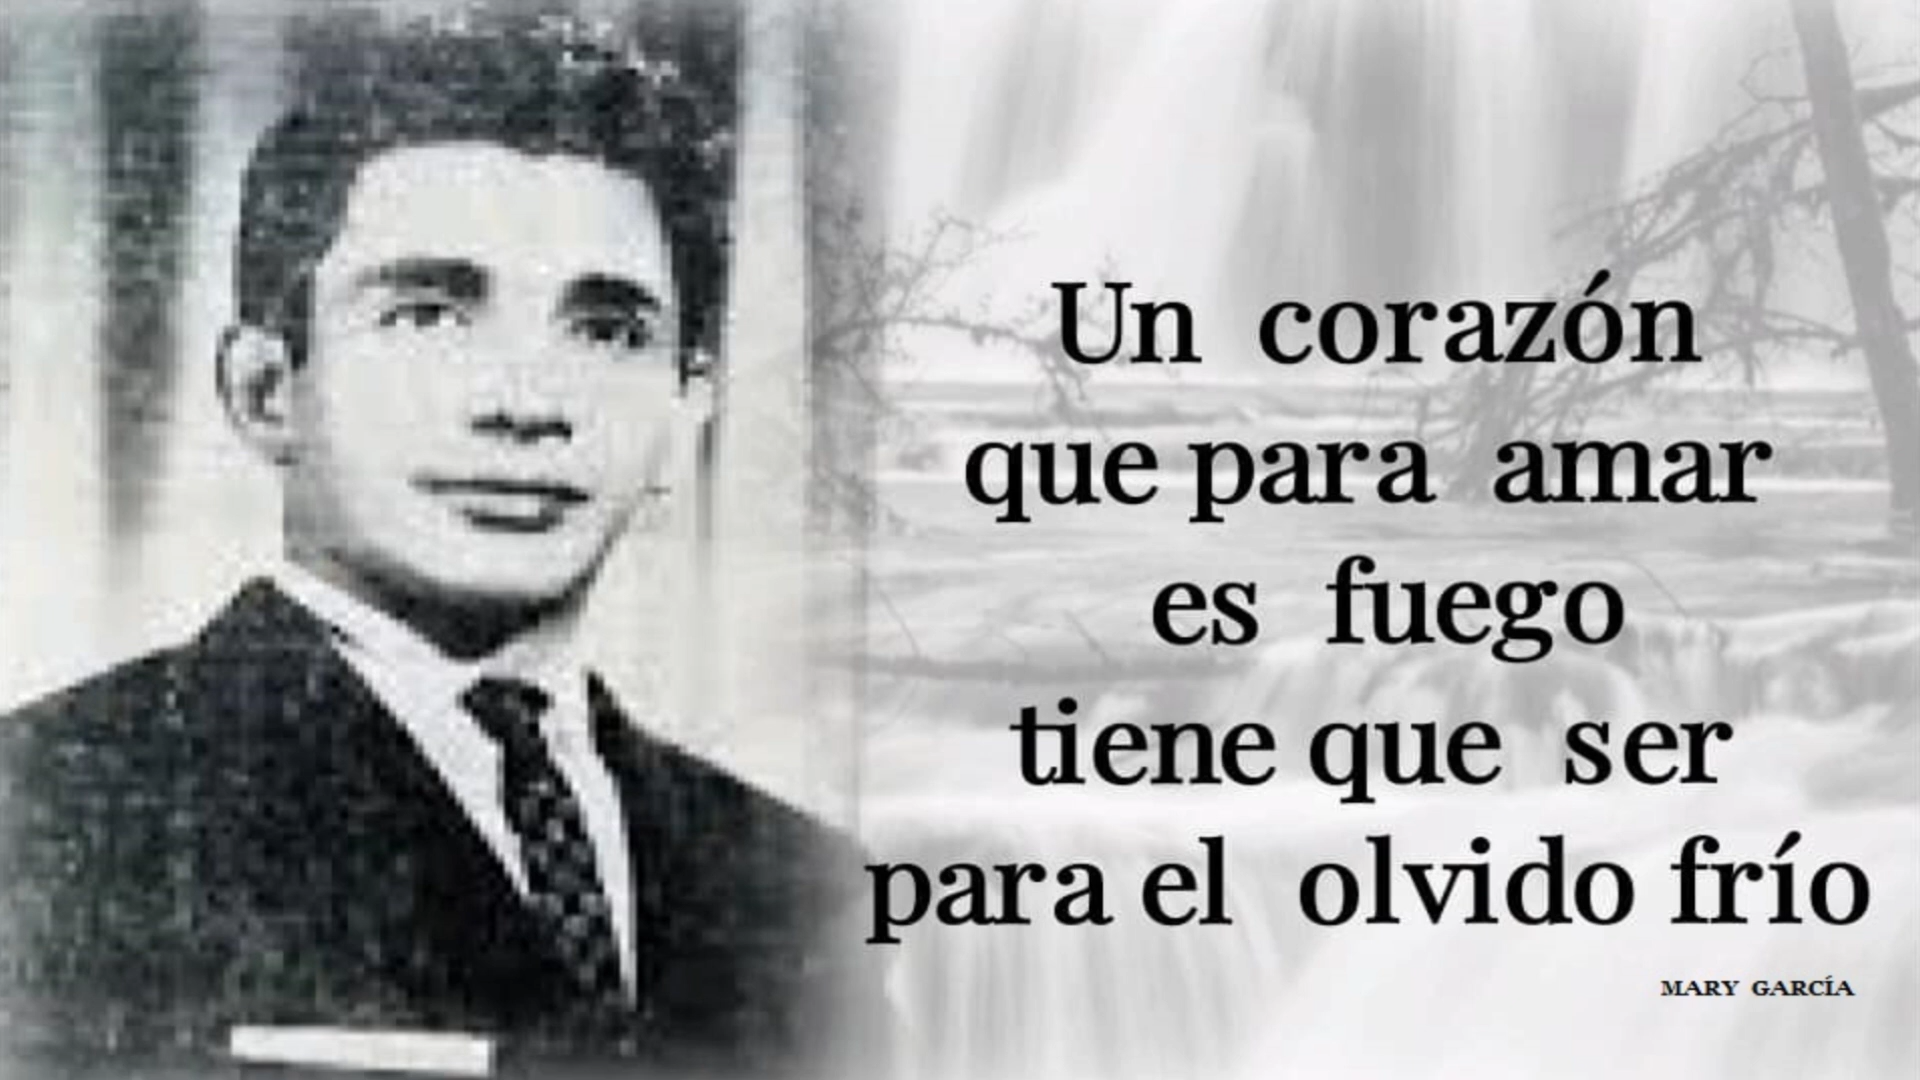 Un corazón
que para amar
es fuego
tiene que ser
para el olvido frío
MARY GARCÍA